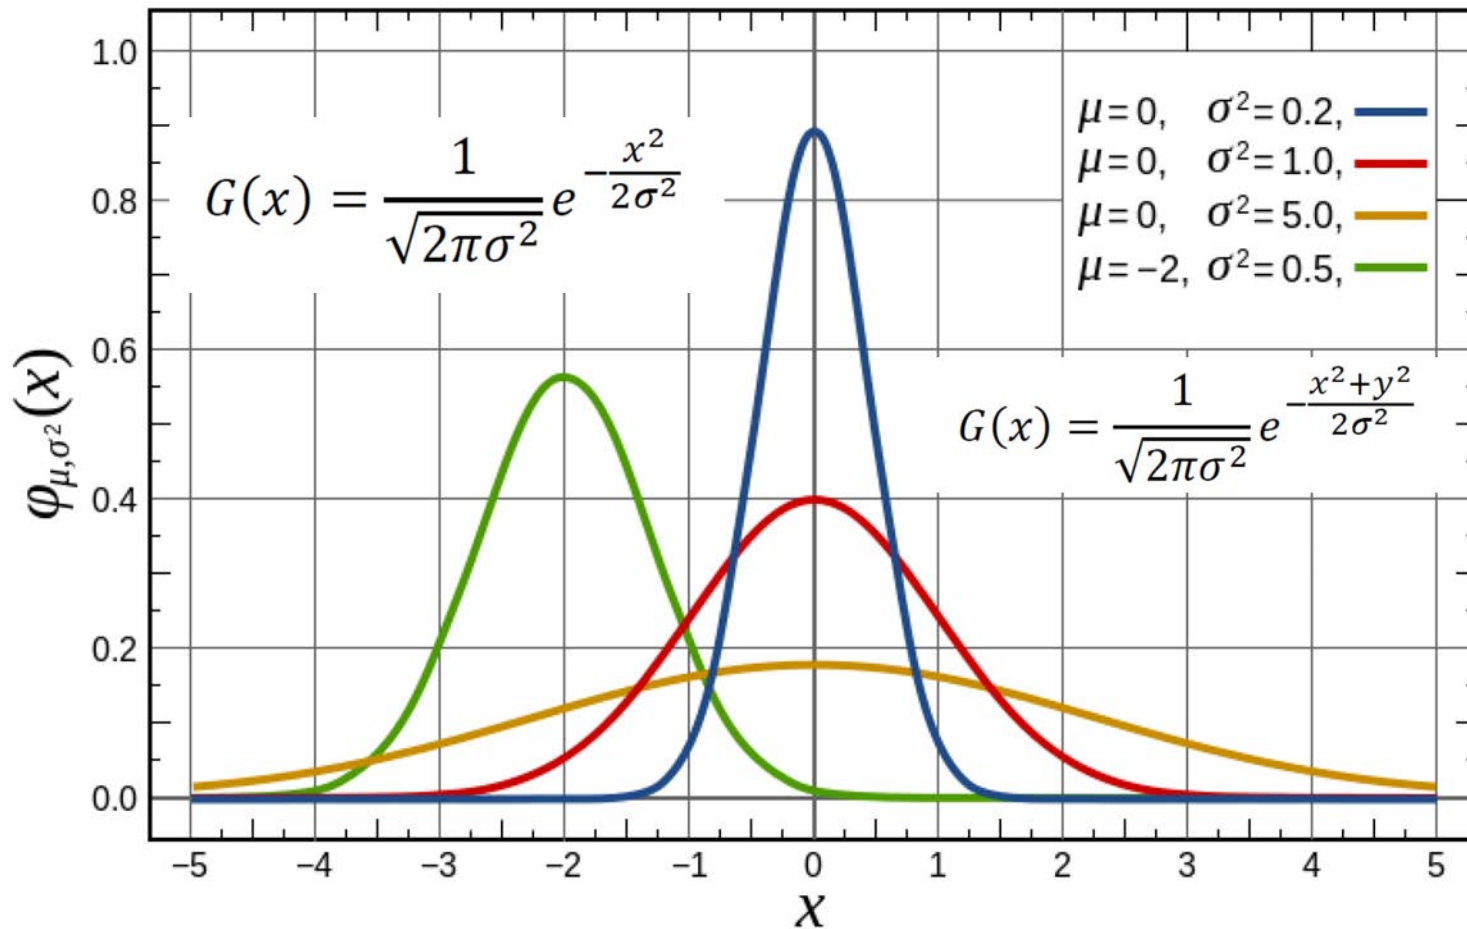 1.0
0.8
0.6
0.4
0.2
0.0
φμ,σ²(x)
G(x) = 1/√(2πσ²) e^(−x²/2σ²)
μ=0, σ²=0.2,
μ=0, σ²=1.0,
μ=0, σ²=5.0,
μ=−2, σ²=0.5,
G(x) = 1/√(2πσ²) e^(−x²+y²/2σ²)
−5 −4 −3 −2 −1 0 1 2 3 4 5
x